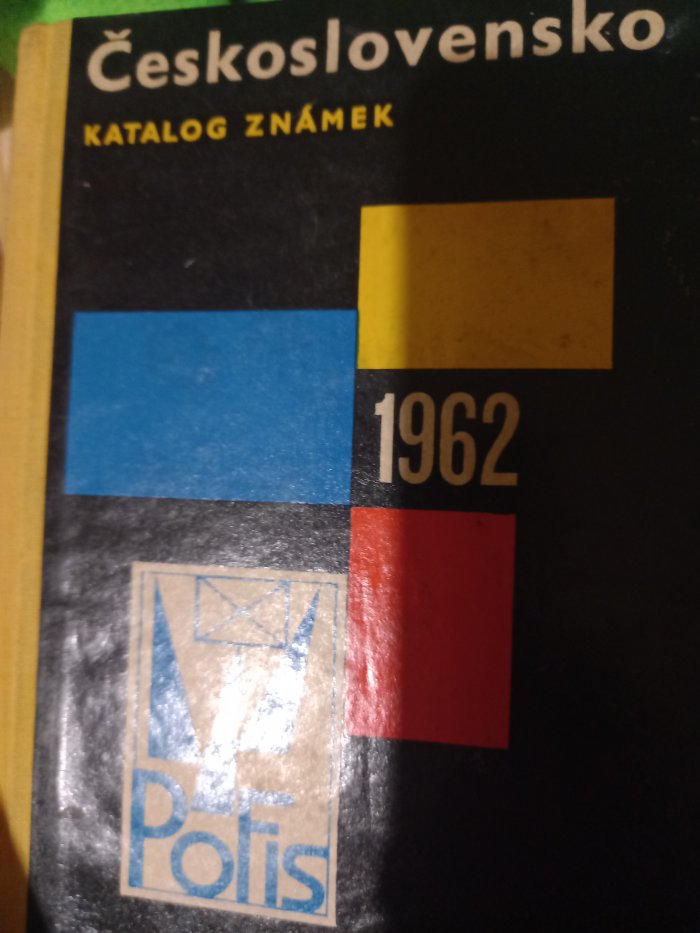 Československo
KATALOG ZNÁMEK
1962
Pofis